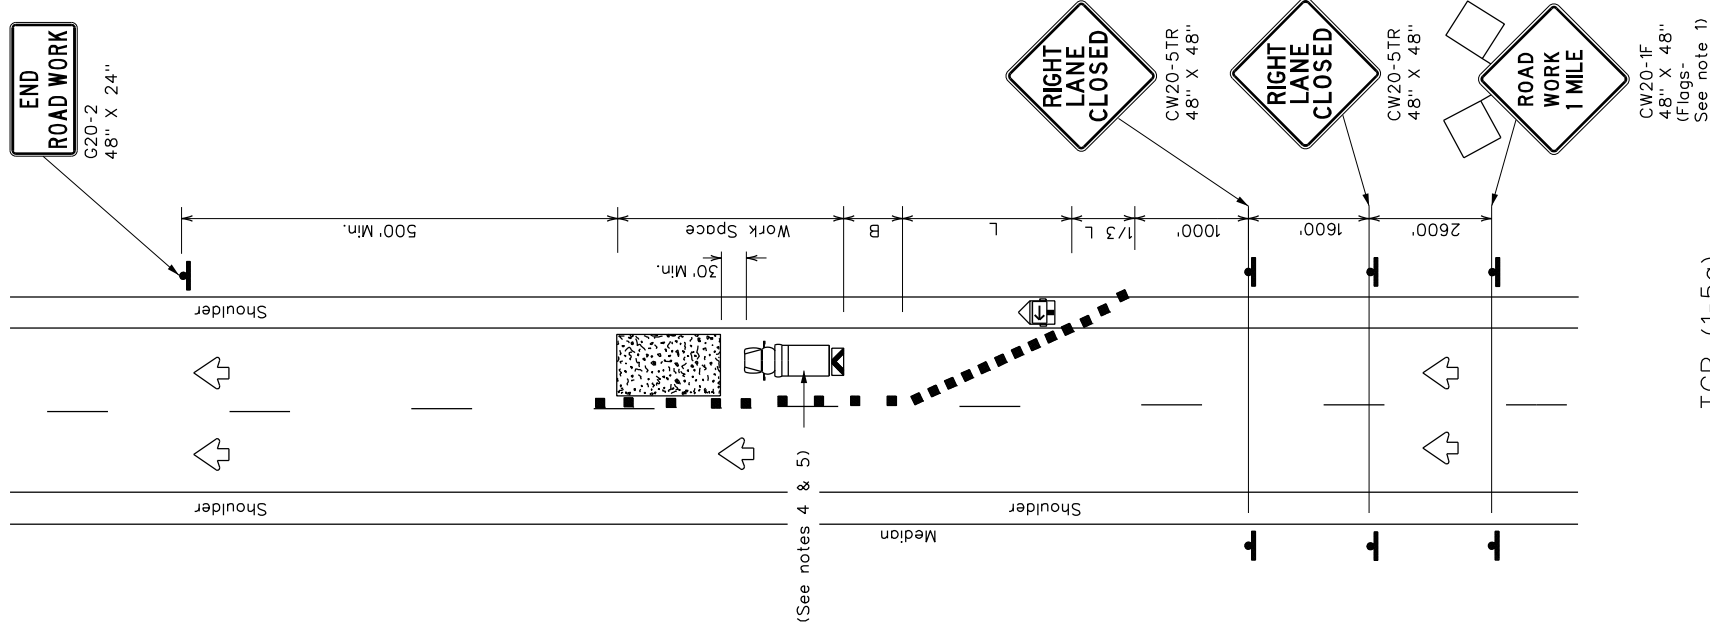 END
ROAD WORK
G20-2
48" X 24"
RIGHT
LANE
CLOSED
CW20-5TR
48" X 48"
RIGHT
LANE
CLOSED
CW20-5TR
48" X 48"
ROAD
WORK
1 MILE
CW20-1F
48" X 48"
(Flags-
See note 1)
500' Min.
Work Space
B
L
1/3 L
1000'
1600'
2600'
30' Min.
Shoulder
Shoulder
Shoulder
Median
(See notes 4 & 5)